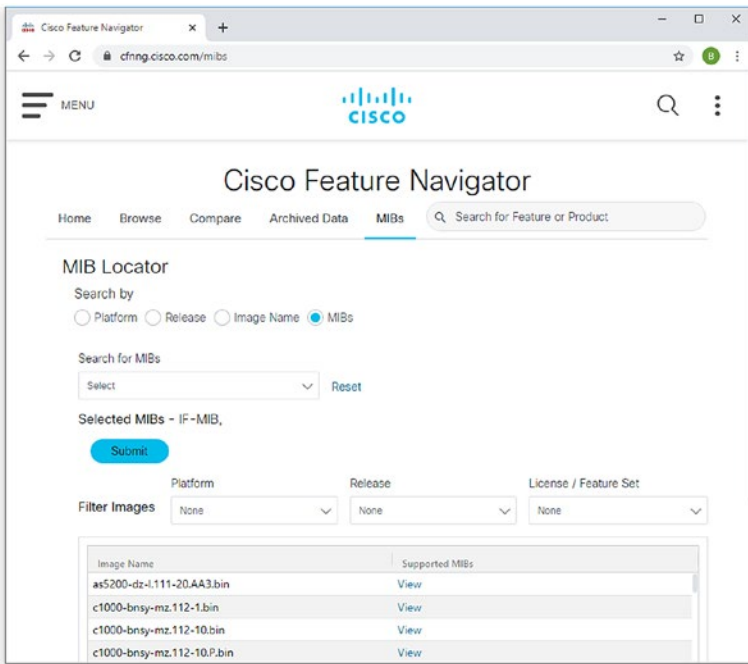 Cisco Feature Navigator
cfnng.cisco.com/mibs
B
MENU
CISCO
Cisco Feature Navigator
Home Browse Compare Archived Data MIBs Search for Feature or Product
MIB Locator
Search by
Platform Release Image Name MIBs
Search for MIBs
Select Reset
Selected MIBs - IF-MIB,
Submit
Platform Release License / Feature Set
Filter Images None None None
Image Name Supported MIBs
as5200-dz-l.111-20.AA3.bin View
c1000-bnsy-mz.112-1.bin View
c1000-bnsy-mz.112-10.bin View
c1000-bnsy-mz.112-10.P.bin View